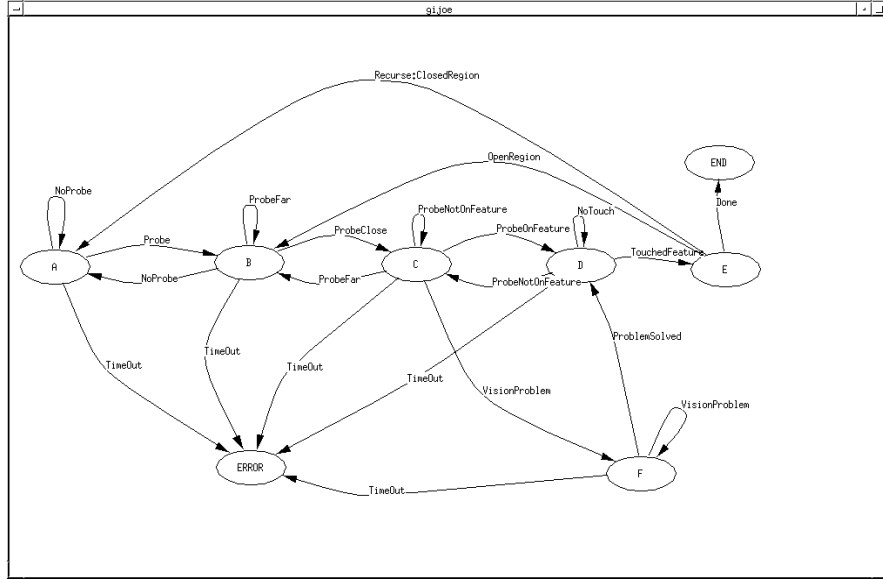 gijoe
Recurse:ClosedRegion
OpenRegion
END
NoProbe
ProbeFar
ProbeNotOnFeature
NoTouch
Done
Probe
ProbeClose
ProbeOnFeature
TouchedFeature
A
B
C
D
E
NoProbe
ProbeFar
ProbeNotOnFeature
ProblemSolved
TimeOut
TimeOut
TimeOut
TimeOut
VisionProblem
VisionProblem
ERROR
F
TimeOut